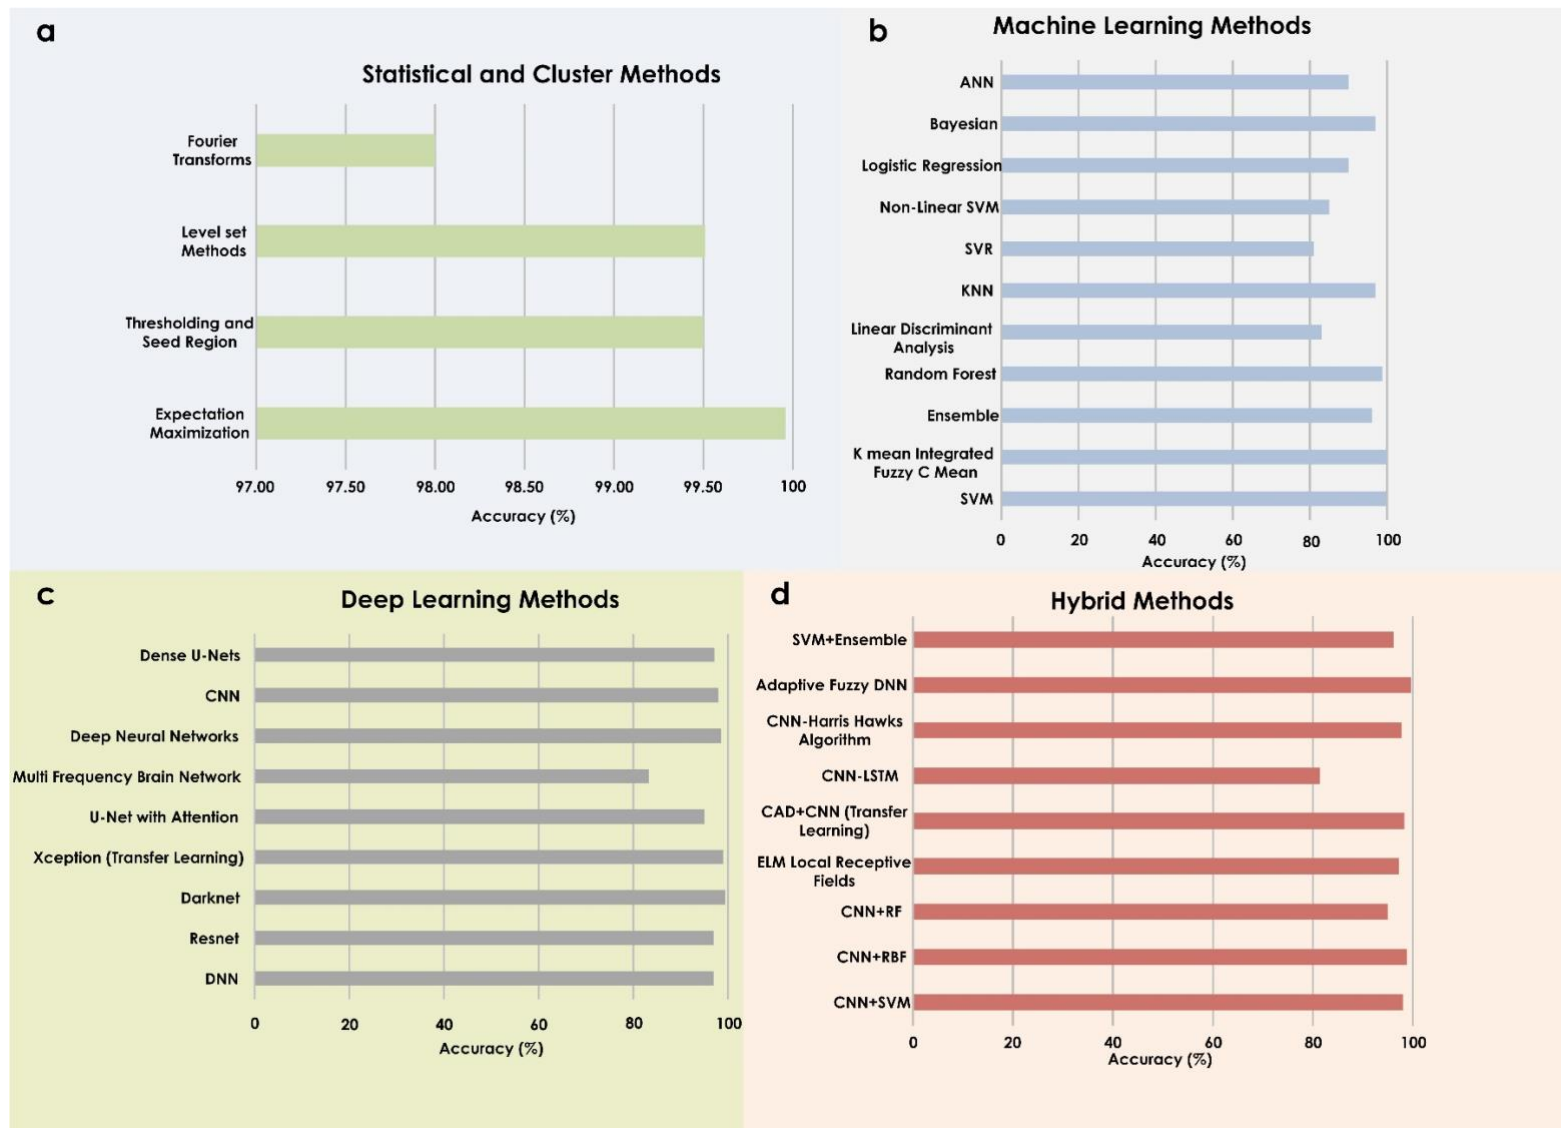 a
Statistical and Cluster Methods
Fourier
Transforms
Level set
Methods
Thresholding and
Seed Region
Expectation
Maximization
97.00 97.50 98.00 98.50 99.00 99.50 100
Accuracy (%)
b
Machine Learning Methods
ANN
Bayesian
Logistic Regression
Non-Linear SVM
SVR
KNN
Linear Discriminant
Analysis
Random Forest
Ensemble
K mean Integrated
Fuzzy C Mean
SVM
0 20 40 60 80 100
Accuracy (%)
c
Deep Learning Methods
Dense U-Nets
CNN
Deep Neural Networks
Multi Frequency Brain Network
U-Net with Attention
Xception (Transfer Learning)
Darknet
Resnet
DNN
0 20 40 60 80 100
Accuracy (%)
d
Hybrid Methods
SVM+Ensemble
Adaptive Fuzzy DNN
CNN-Harris Hawks
Algorithm
CNN-LSTM
CAD+CNN (Transfer
Learning)
ELM Local Receptive
Fields
CNN+RF
CNN+RBF
CNN+SVM
0 20 40 60 80 100
Accuracy (%)